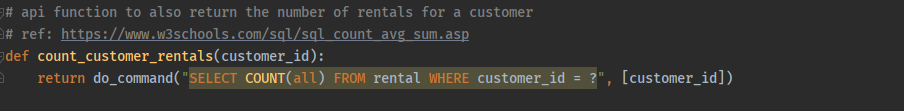 # api function to also return the number of rentals for a customer
# ref: https://www.w3schools.com/sql/sql_count_avg_sum.asp
def count_customer_rentals(customer_id):
    return do_command("SELECT COUNT(all) FROM rental WHERE customer_id = ?", [customer_id])